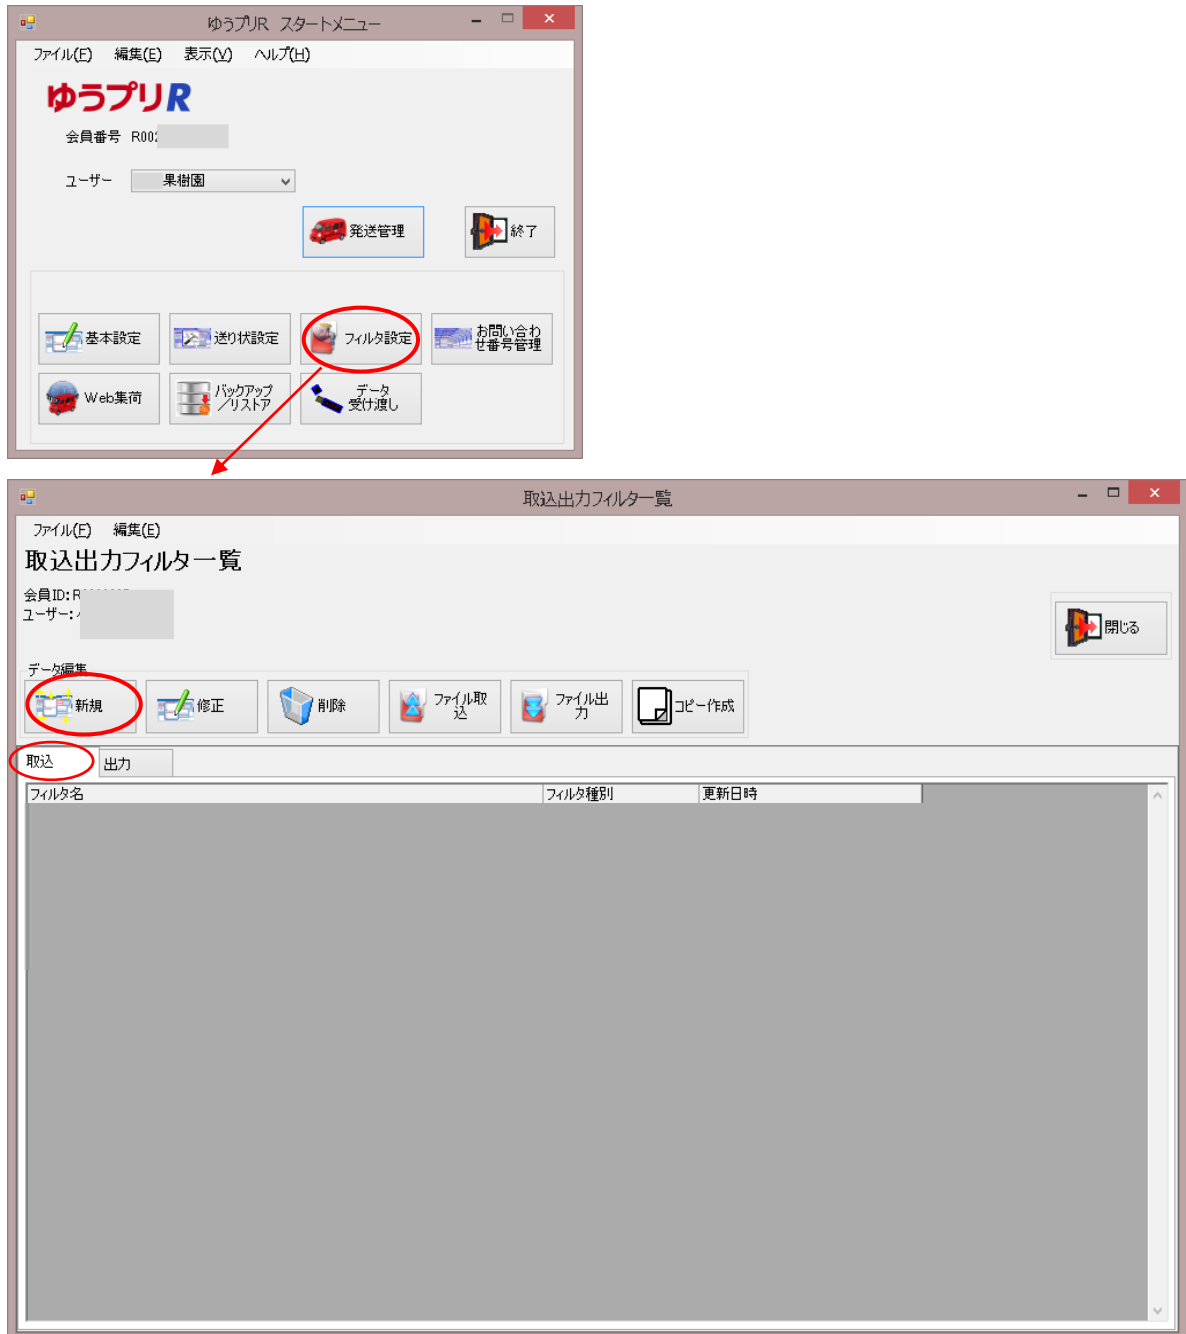 ゆうプリR スタートメニュー
ファイル(F) 編集(E) 表示(V) ヘルプ(H)
ゆうプリR
会員番号 R002
ユーザー 果樹園
発送管理 終了
基本設定 送り状設定 フィルタ設定 お問い合わ
せ番号管理
Web集荷 バックアップ
／リストア データ
受け渡し
取込出力フィルタ一覧
ファイル(F) 編集(E)
取込出力フィルタ一覧
会員ID:R
ユーザー:
閉じる
データ編集
新規 修正 削除 ファイル取
込 ファイル出
力 コピー作成
取込 出力
フィルタ名 フィルタ種別 更新日時